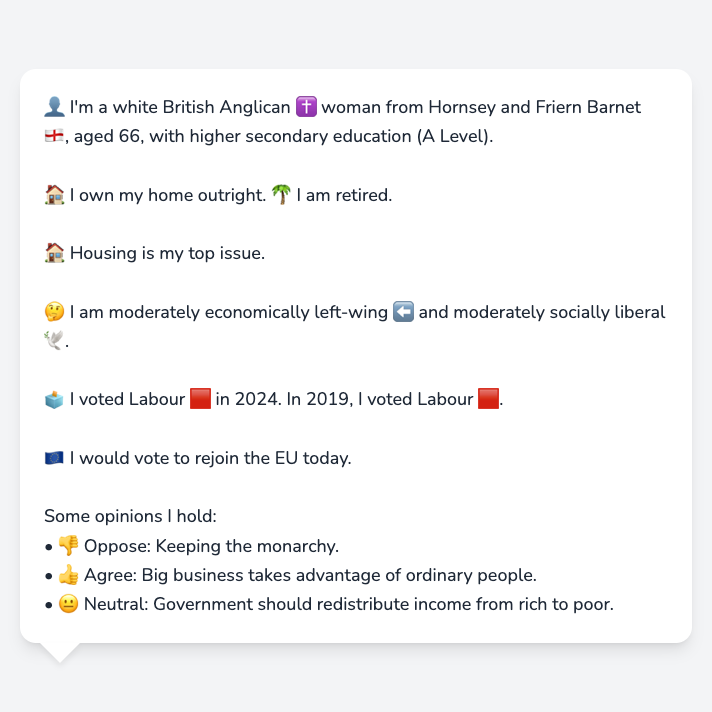 👤 I'm a white British Anglican ✝️ woman from Hornsey and Friern Barnet
🏴󠁧󠁢󠁥󠁮󠁧󠁿, aged 66, with higher secondary education (A Level).
🏠 I own my home outright. 🌴 I am retired.
🏠 Housing is my top issue.
🤔 I am moderately economically left-wing ⬅️ and moderately socially liberal
🕊️.
🗳️ I voted Labour 🟥 in 2024. In 2019, I voted Labour 🟥.
🇪🇺 I would vote to rejoin the EU today.
Some opinions I hold:
• 👎 Oppose: Keeping the monarchy.
• 👍 Agree: Big business takes advantage of ordinary people.
• 😐 Neutral: Government should redistribute income from rich to poor.